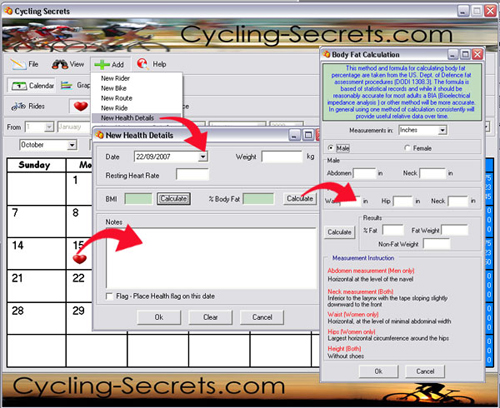 Cycling Secrets
Cycling-Secrets.com
File
View
Add
Help
New Rider
New Bike
New Route
New Ride
New Health Details
Calendar
Rides
From 1 January
October
Sunday
1
7
8
14
15
21
22
28
29
New Health Details
Date 22/09/2007 Weight kg
Resting Heart Rate
BMI Calculate % Body Fat Calculate
Notes
Flag - Place Health flag on this date
Ok Clear Cancel
Body Fat Calculation
This method and formula for calculating body fat
percentage are taken from the US. Dept. of Defence fat
assessment procedures (DODI 1308.3). The formula is
based of statistical records and while it should be
reasonably accurate for most adults a BIA (Bioelectrical
impedance analysis ) or other method will be more accurate.
In general using one method of calculation consistently will
provide useful relative data over time.
Measurements in: Inches
Male Female
Male
Abdomen Neck
Hip Neck
Results
Calculate % Fat Fat Weight
Non-Fat Weight
Measurement Instruction
Abdomen measurement (Men only)
Horizontal, at the level of the navel
Neck measurement (Both)
Inferior to the larynx with the tape sloping slightly
downward to the front
Waist (Women only)
Horizontal, at the level of minimal abdominal width
Hips (Women only)
Largest horizontal circumference around the hips
Height (Both)
Without shoes
Ok Cancel
Cycling-Secrets.com